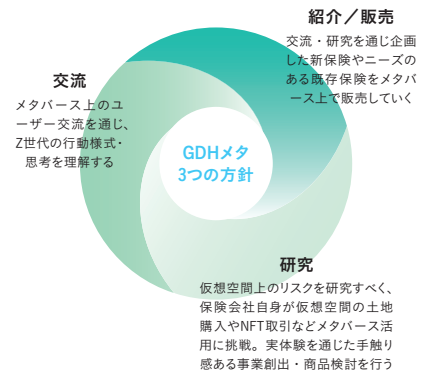 紹介／販売
交流・研究を通じ企画
した新保険やニーズの
ある既存保険をメタバ
ース上で販売していく
交流
メタバース上のユ
ーザー交流を通じ、
Z世代の行動様式・
思考を理解する
GDHメタ
3つの方針
研究
仮想空間上のリスクを研究すべく、
保険会社自身が仮想空間の土地
購入やNFT取引などメタバース活
用に挑戦。実体験を通じた手触り
感ある事業創出・商品検討を行う